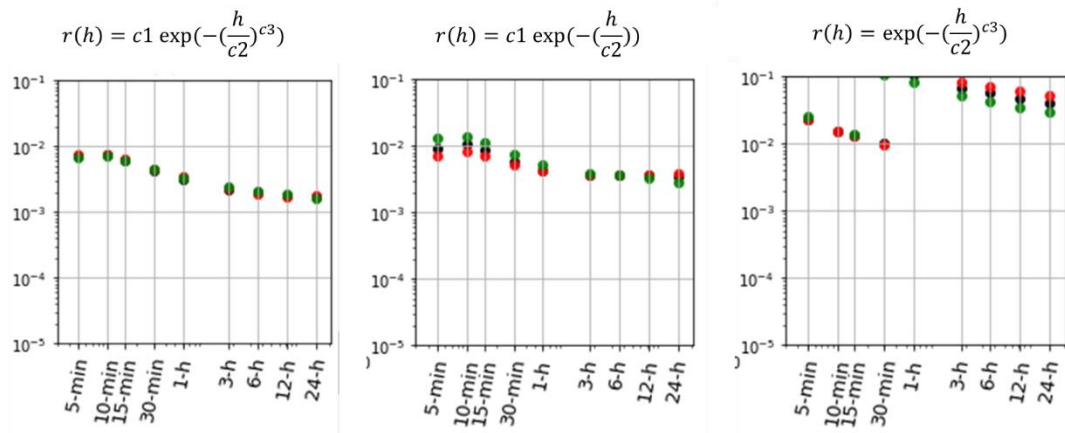 r(h) = c1 exp(−(h/c2)^c3)
r(h) = c1 exp(−(h/c2))
r(h) = exp(−(h/c2)^c3)
10^−1
10^−2
10^−3
10^−4
10^−5
5-min
10-min
15-min
30-min
1-h
3-h
6-h
12-h
24-h
10^−1
10^−2
10^−3
10^−4
10^−5
5-min
10-min
15-min
30-min
1-h
3-h
6-h
12-h
24-h
10^−1
10^−2
10^−3
10^−4
10^−5
5-min
10-min
15-min
30-min
1-h
3-h
6-h
12-h
24-h